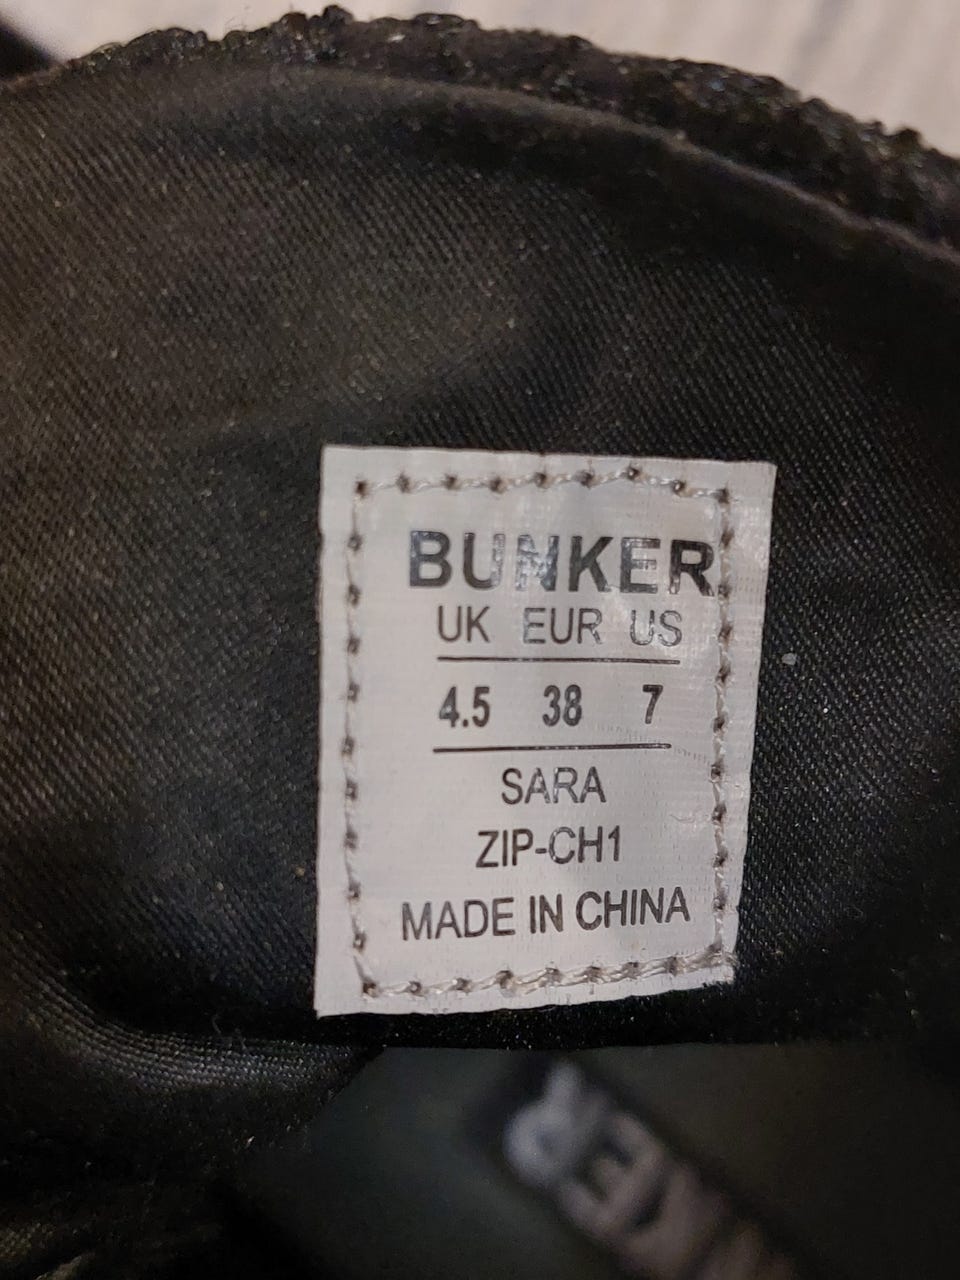 BUNKER
UK EUR US
4.5 38 7
SARA
ZIP-CH1
MADE IN CHINA